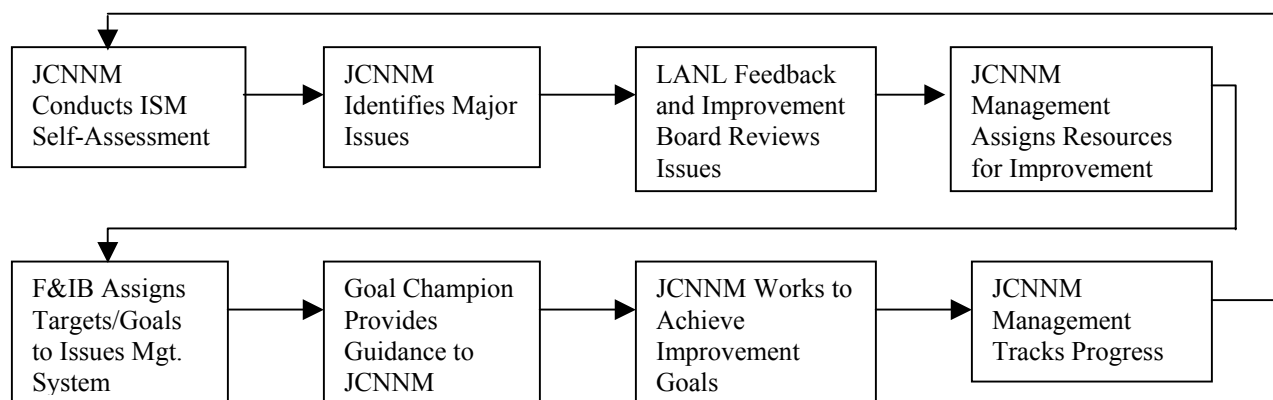 JCNNM
Conducts ISM
Self-Assessment
JCNNM
Identifies Major
Issues
LANL Feedback
and Improvement
Board Reviews
Issues
JCNNM
Management
Assigns Resources
for Improvement
F&IB Assigns
Targets/Goals
to Issues Mgt.
System
Goal Champion
Provides
Guidance to
JCNNM
JCNNM Works to
Achieve
Improvement
Goals
JCNNM
Management
Tracks Progress